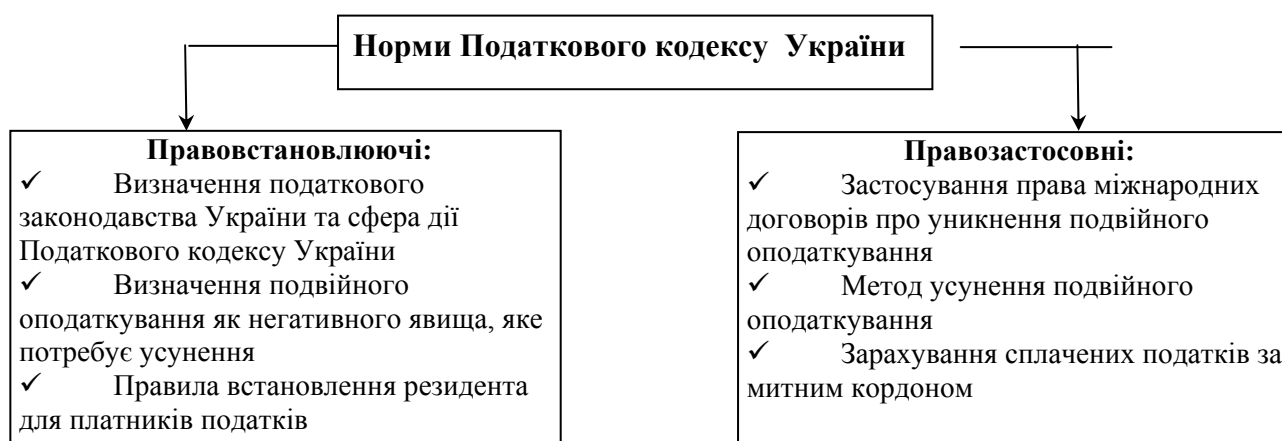 Норми Податкового кодексу України
Правовстановлюючі:
✓ Визначення податкового
законодавства України та сфера дії
Податкового кодексу України
✓ Визначення подвійного
оподаткування як негативного явища, яке
потребує усунення
✓ Правила встановлення резидента
для платників податків
Правозастосовні:
✓ Застосування права міжнародних
договорів про уникнення подвійного
оподаткування
✓ Метод усунення подвійного
оподаткування
✓ Зарахування сплачених податків за
митним кордоном